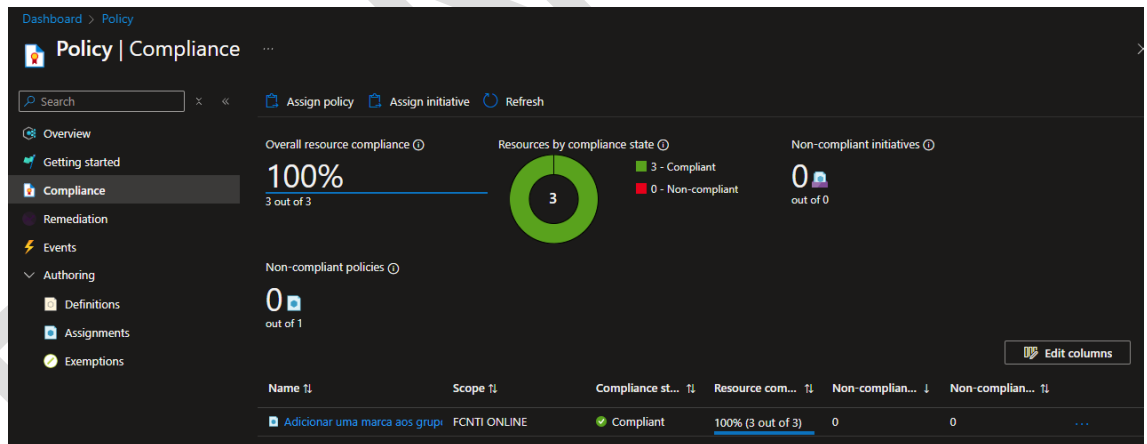 Dashboard > Policy
Policy | Compliance ...
Search
Assign policy Assign initiative Refresh
Overview
Getting started
Compliance
Remediation
Events
Authoring
Definitions
Assignments
Exemptions
Overall resource compliance
100%
3 out of 3
Resources by compliance state
3
3 - Compliant
0 - Non-compliant
Non-compliant initiatives
0
out of 0
Non-compliant policies
0
out of 1
Edit columns
Name Scope Compliance st... Resource com... Non-complian... Non-complian...
Adicionar uma marca aos grup FCNTI ONLINE Compliant 100% (3 out of 3) 0 0 ...